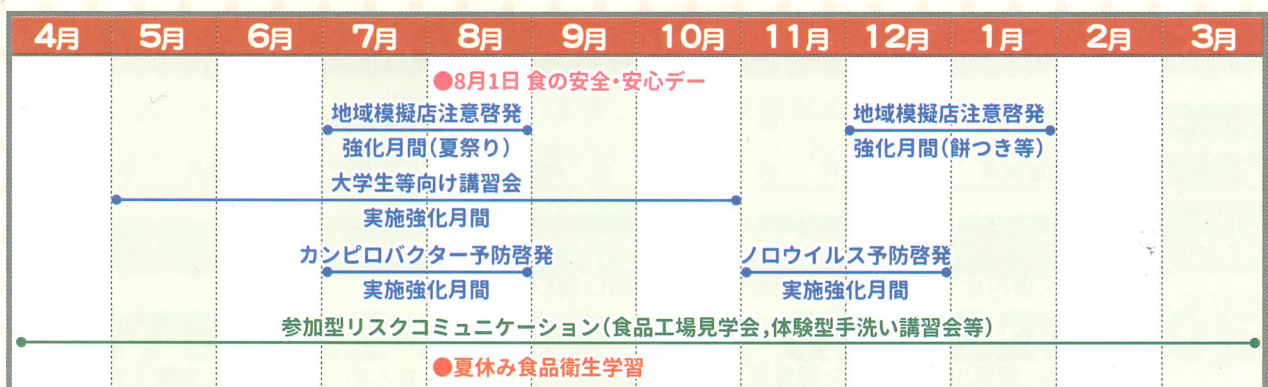 4月 5月 6月 7月 8月 9月 10月 11月 12月 1月 2月 3月
●8月1日 食の安全・安心デー
地域模擬店注意啓発 地域模擬店注意啓発
強化月間(夏祭り) 強化月間(餅つき等)
大学生等向け講習会
実施強化月間
カンピロバクター予防啓発 ノロウイルス予防啓発
実施強化月間 実施強化月間
参加型リスクコミュニケーション(食品工場見学会,体験型手洗い講習会等)
●夏休み食品衛生学習